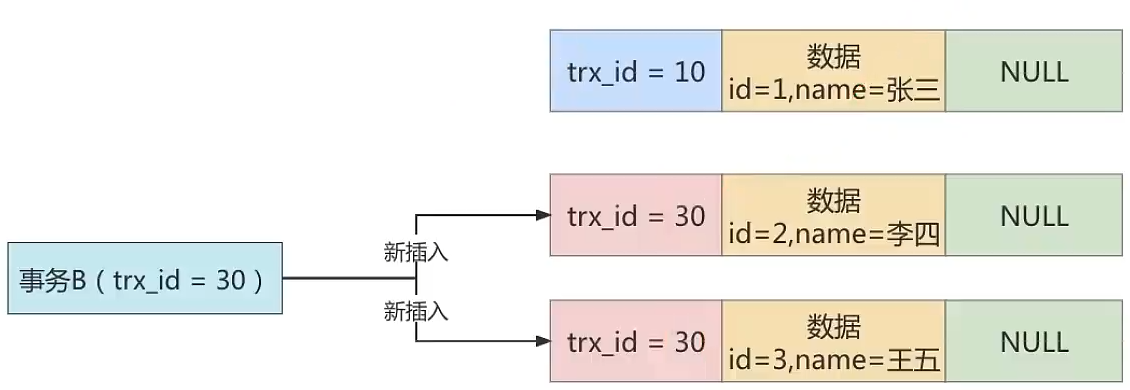 trx_id = 10
数据
id=1,name=张三
NULL
trx_id = 30
数据
id=2,name=李四
NULL
新插入
事务B（trx_id = 30）
新插入
trx_id = 30
数据
id=3,name=王五
NULL